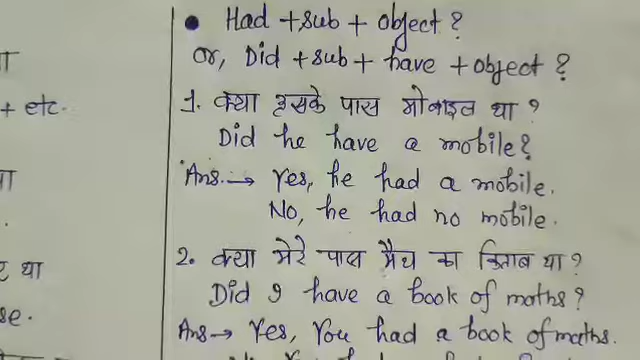 या
+ etc.
या
था
se.
• Had + sub + object?
or, Did + sub + have + object?
1. क्या इसके पास मोबाइल था?
Did he have a mobile?
Ans. → Yes, he had a mobile.
No, he had no mobile.
2. क्या मेरे पास मैथ का किताब था?
Did I have a book of maths?
Ans → Yes, You had a book of maths.